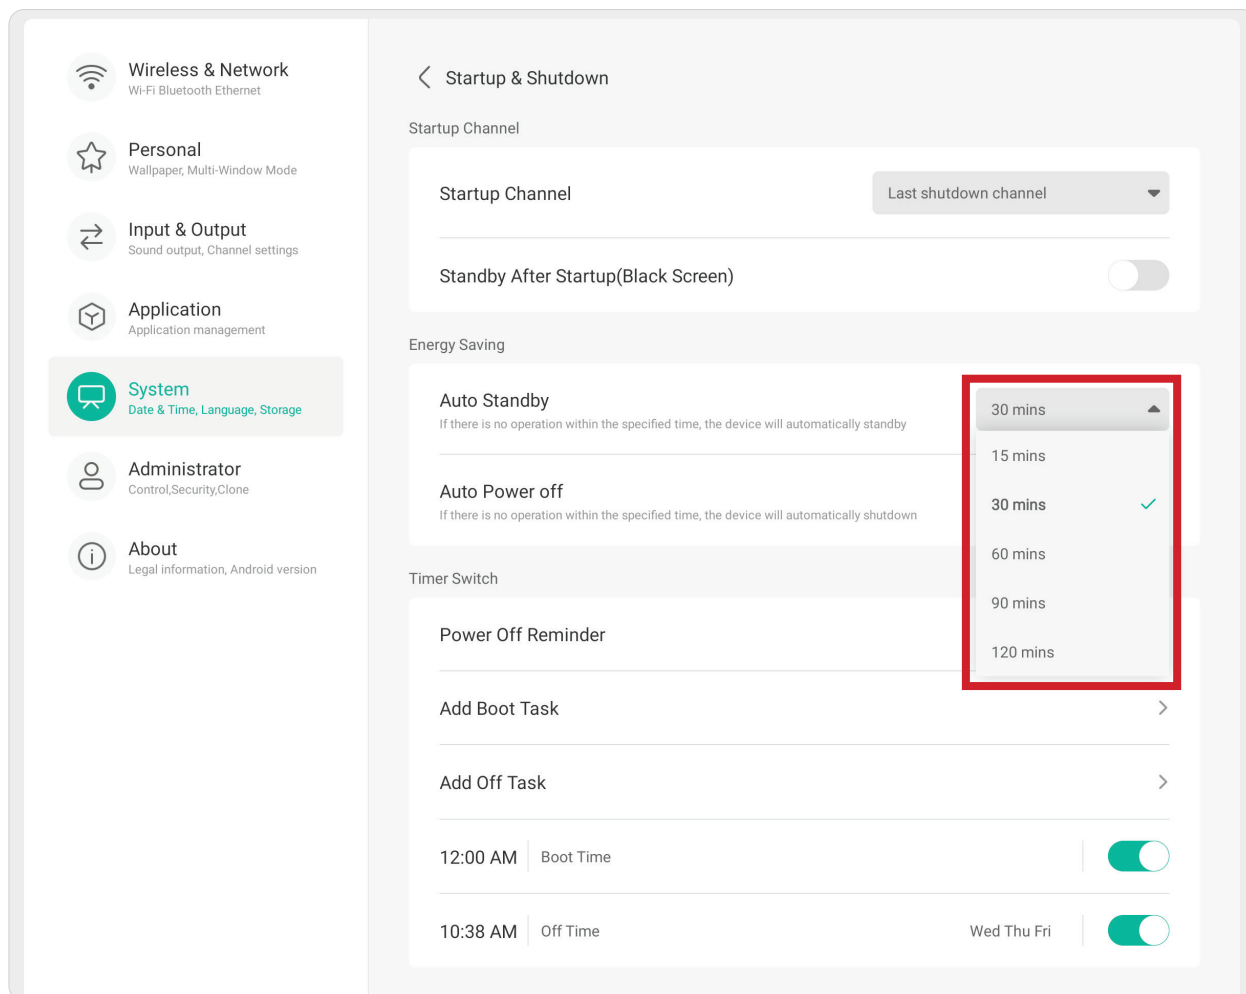 Wireless & Network
Wi-Fi Bluetooth Ethernet
Personal
Wallpaper, Multi-Window Mode
Input & Output
Sound output, Channel settings
Application
Application management
System
Date & Time, Language, Storage
Administrator
Control,Security,Clone
About
Legal information, Android version
Startup & Shutdown
Startup Channel
Startup Channel
Last shutdown channel
Standby After Startup(Black Screen)
Energy Saving
Auto Standby
If there is no operation within the specified time, the device will automatically standby
30 mins
15 mins
30 mins
60 mins
90 mins
120 mins
Auto Power off
If there is no operation within the specified time, the device will automatically shutdown
Timer Switch
Power Off Reminder
Add Boot Task
Add Off Task
12:00 AM Boot Time
10:38 AM Off Time Wed Thu Fri